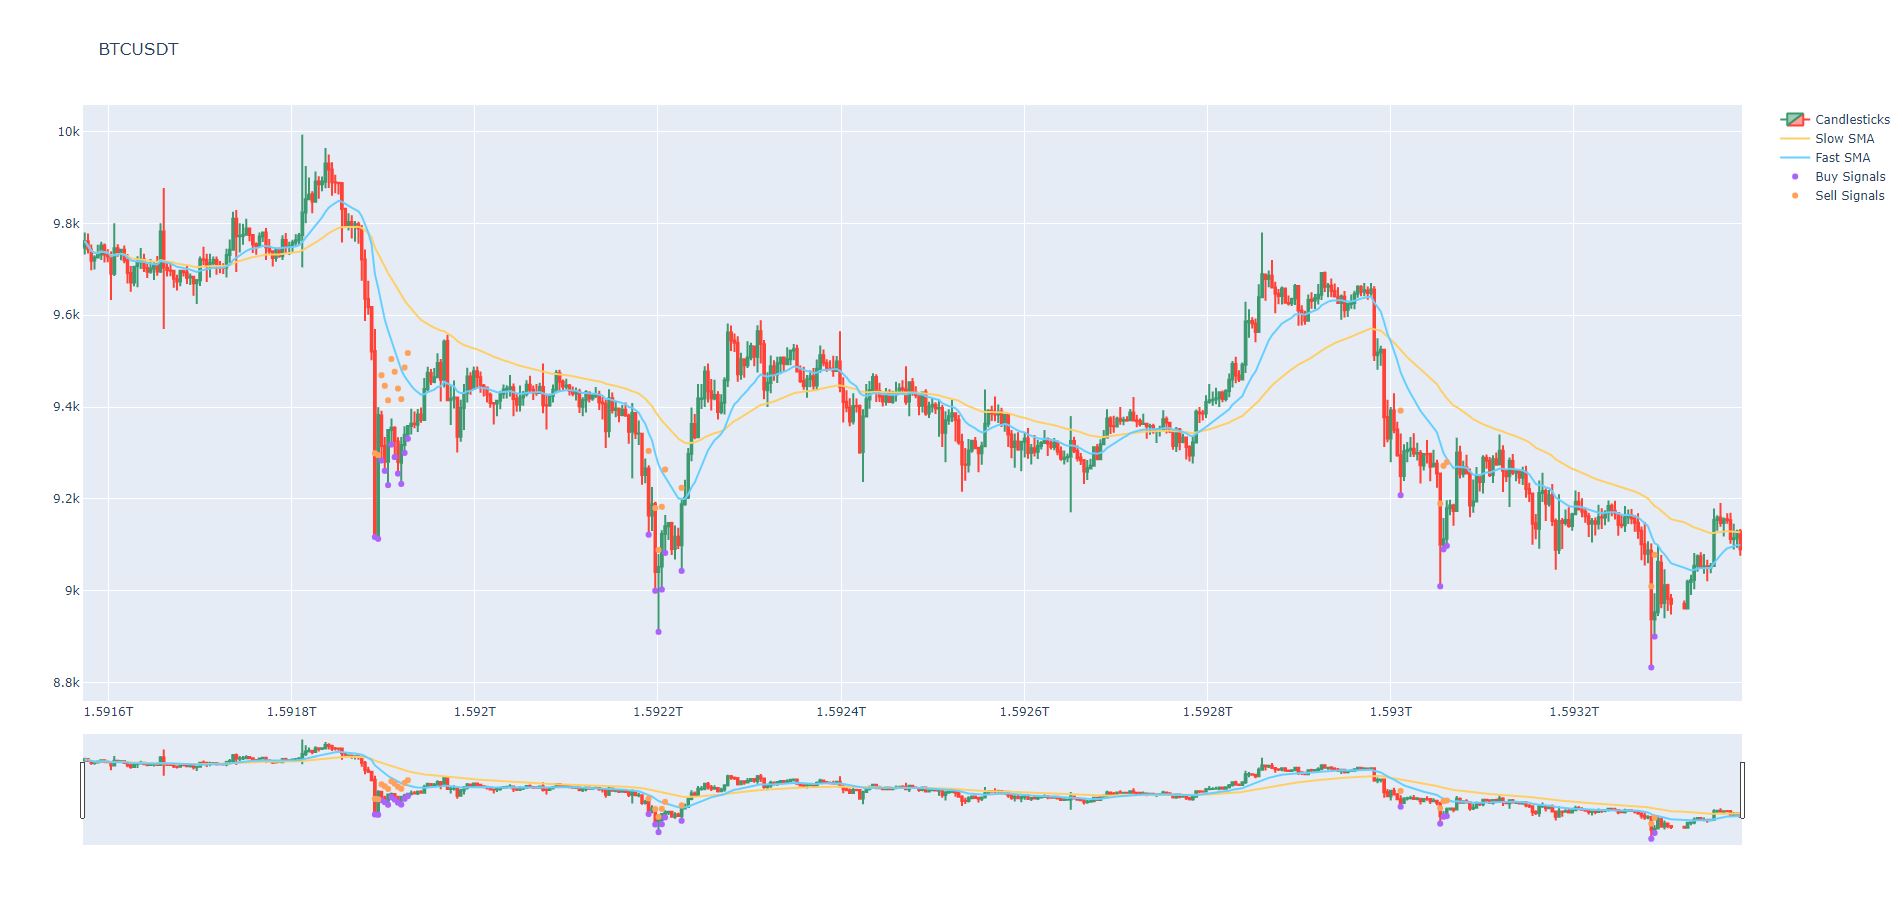 BTCUSDT
10k
9.8k
9.6k
9.4k
9.2k
9k
8.8k
1.5916T 1.5918T 1.592T 1.5922T 1.5924T 1.5926T 1.5928T 1.593T 1.5932T
Candlesticks
Slow SMA
Fast SMA
Buy Signals
Sell Signals